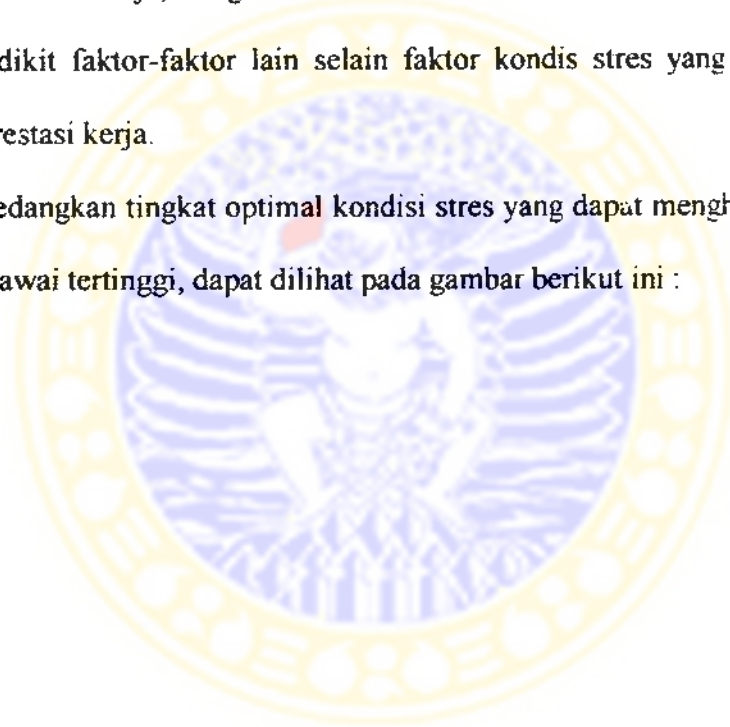 dikit faktor-faktor lain selain faktor kondis stres yang
restasi kerja.
edangkan tingkat optimal kondisi stres yang dapat mengh
awai tertinggi, dapat dilihat pada gambar berikut ini :